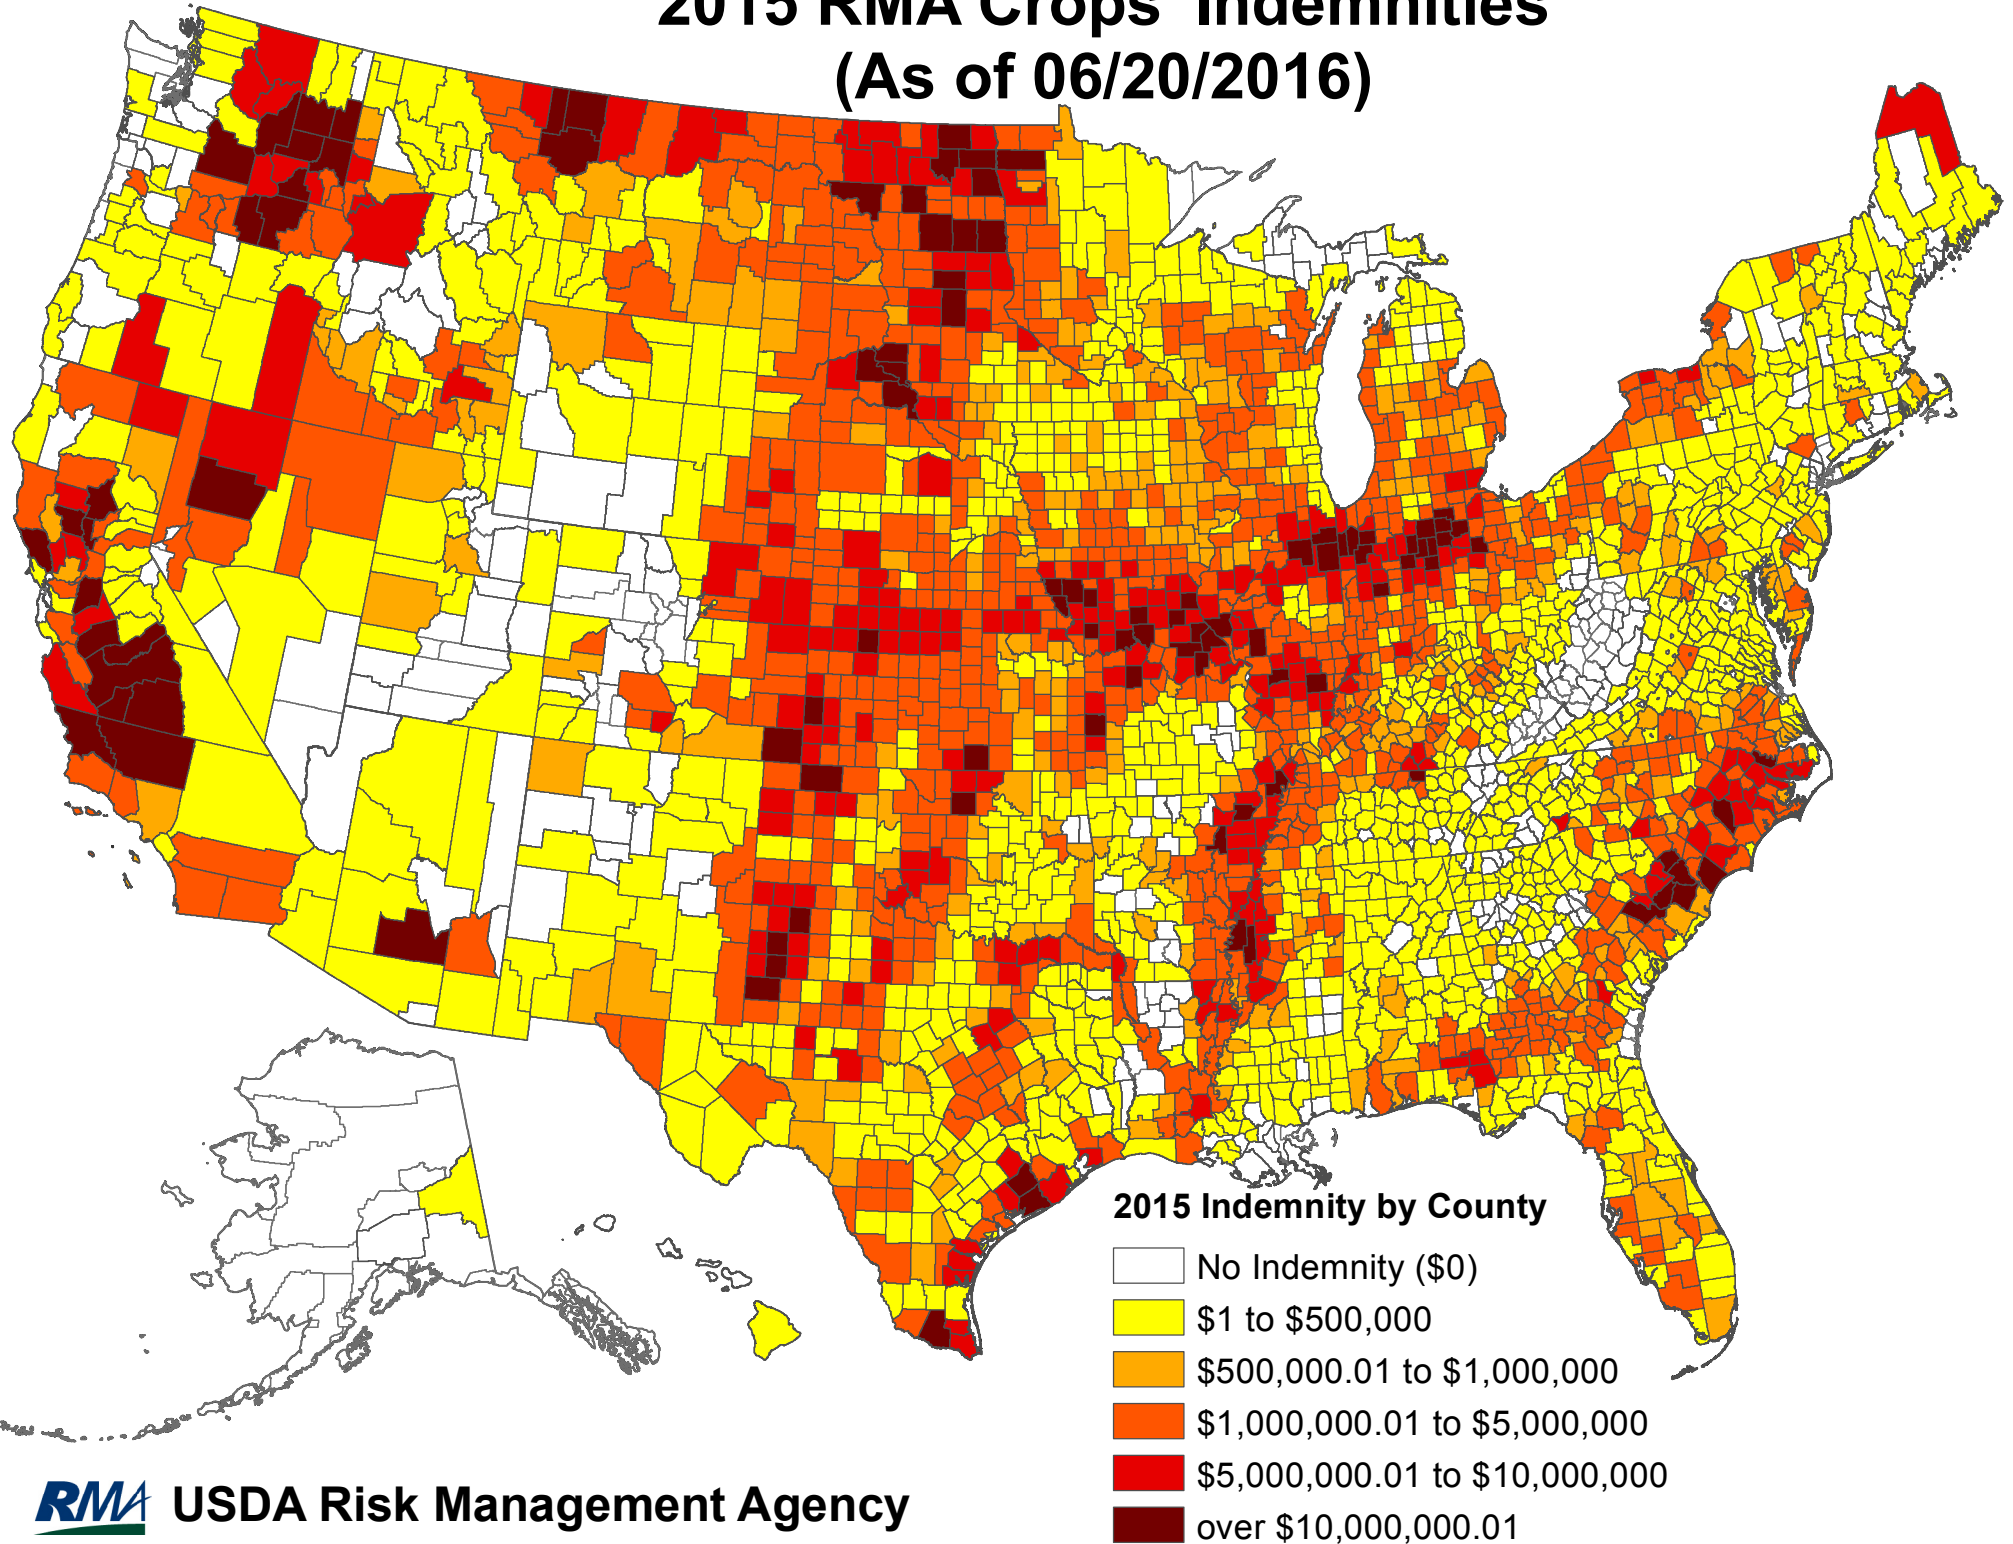 2015 RMA Crops' Indemnities
(As of 06/20/2016)
2015 Indemnity by County
No Indemnity ($0)
$1 to $500,000
$500,000.01 to $1,000,000
$1,000,000.01 to $5,000,000
$5,000,000.01 to $10,000,000
over $10,000,000.01
RMA USDA Risk Management Agency